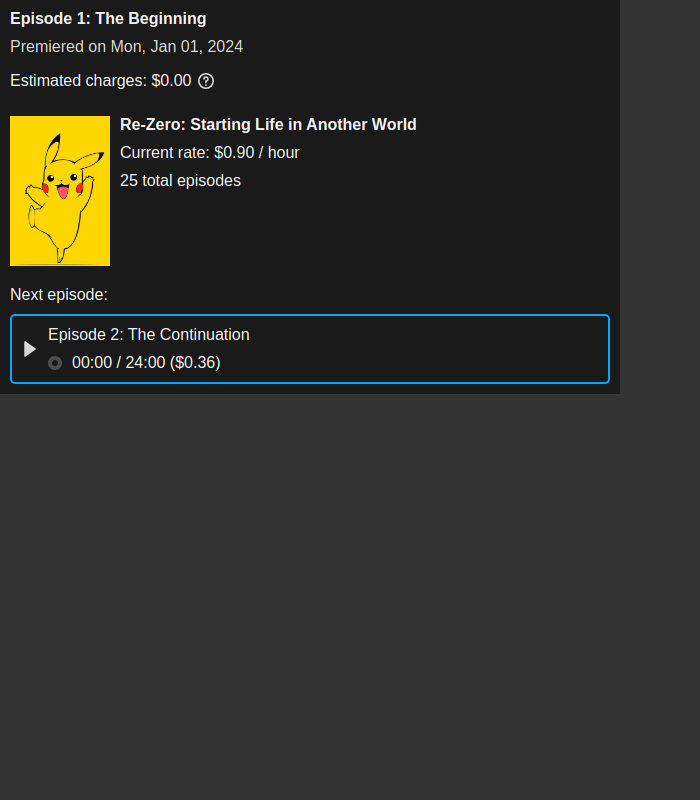 Episode 1: The Beginning
Premiered on Mon, Jan 01, 2024
Estimated charges: $0.00
Re-Zero: Starting Life in Another World
Current rate: $0.90 / hour
25 total episodes
Next episode:
Episode 2: The Continuation
00:00 / 24:00 ($0.36)